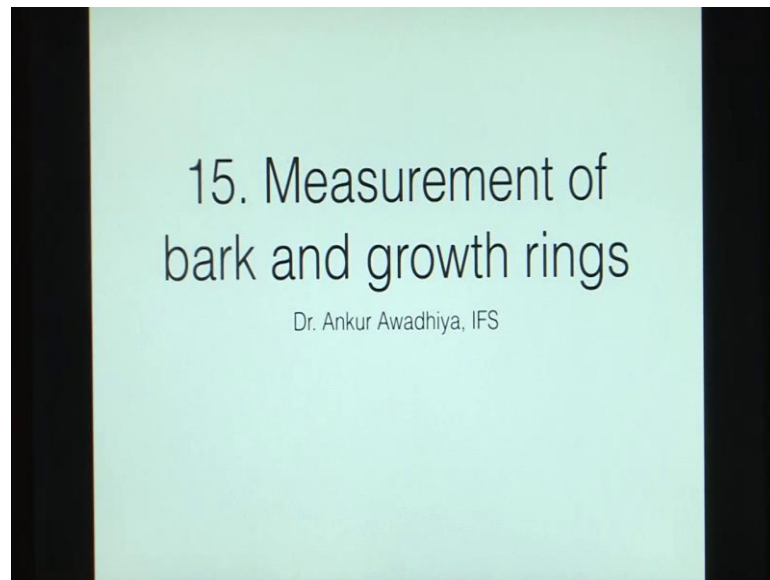 15. Measurement of
bark and growth rings
Dr. Ankur Awadhiya, IFS